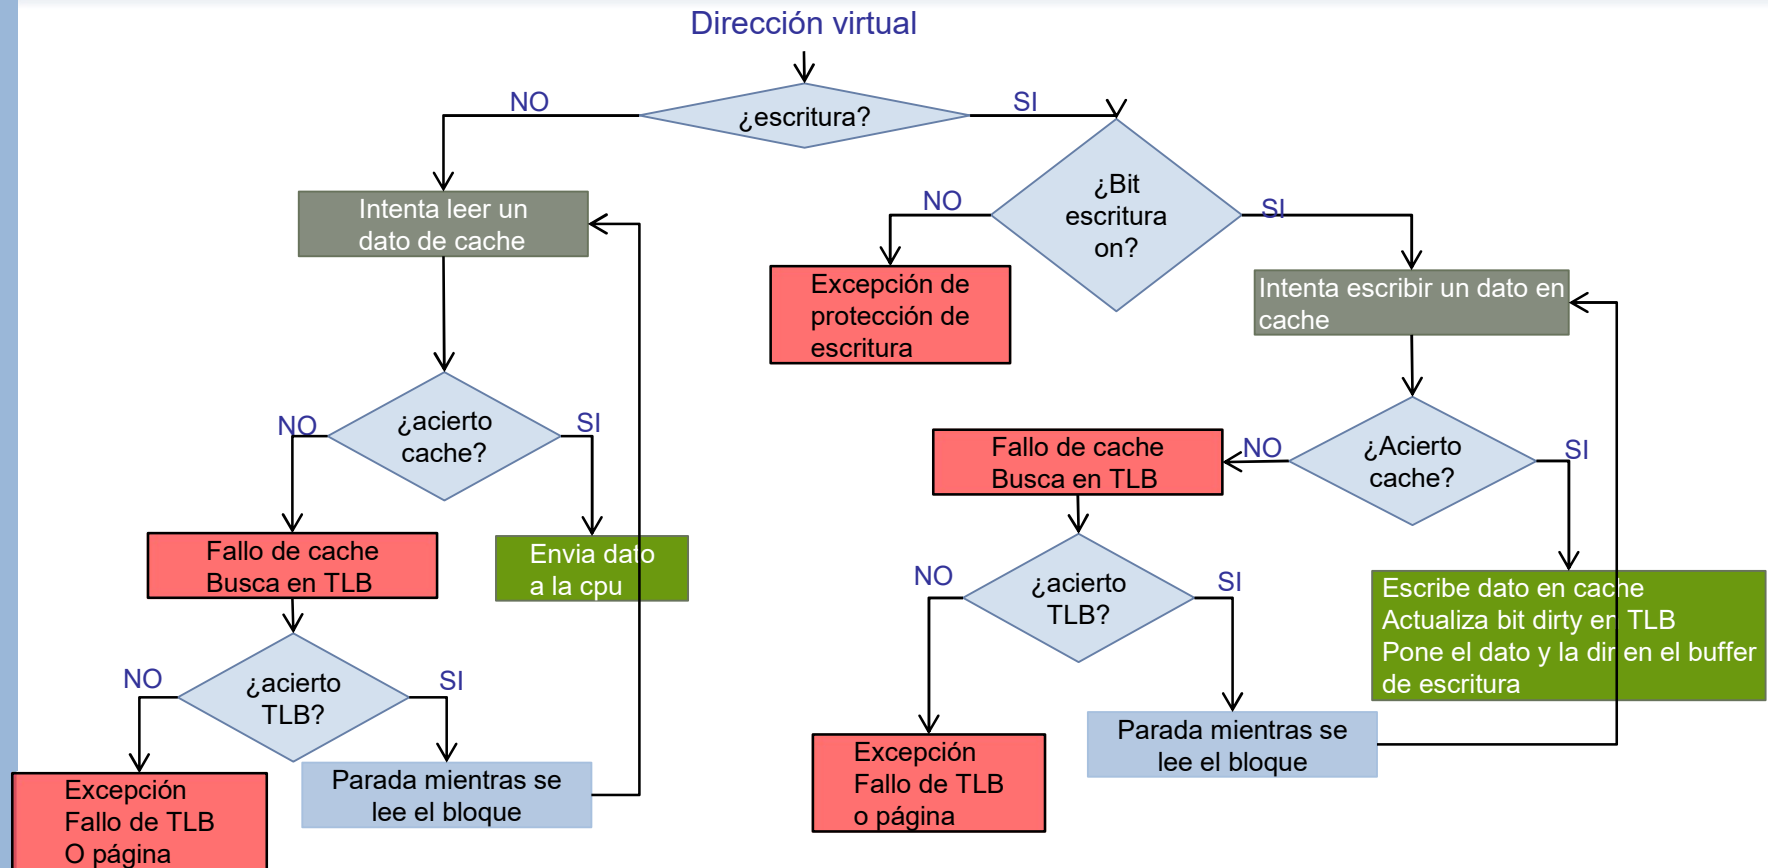 Dirección virtual
NO
SI
¿escritura?
Intenta leer un
dato de cache
NO
¿Bit
escritura
on?
SI
Excepción de
protección de
escritura
Intenta escribir un dato en
cache
NO
¿acierto
cache?
SI
Fallo de cache
Busca en TLB
NO
¿Acierto
cache?
SI
Fallo de cache
Busca en TLB
Envia dato
a la cpu
NO
¿acierto
TLB?
SI
Escribe dato en cache
Actualiza bit dirty en TLB
Pone el dato y la dir en el buffer
de escritura
NO
¿acierto
TLB?
SI
Excepción
Fallo de TLB
O página
Parada mientras se
lee el bloque
Excepción
Fallo de TLB
o página
Parada mientras se
lee el bloque